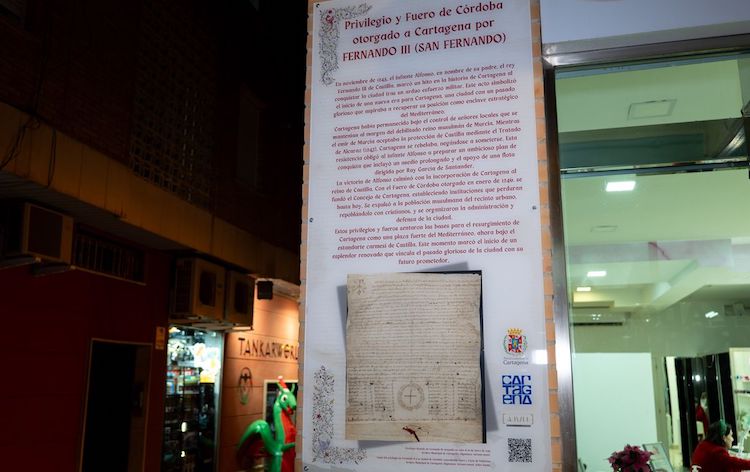 Privilegio y Fuero de Córdoba
otorgado a Cartagena por
FERNANDO III (SAN FERNANDO)
En noviembre de 1245, el infante Alfonso, en nombre de su padre, el rey
Fernando III de Castilla, marcó un hito en la historia de Cartagena al
conquistar la ciudad tras un arduo esfuerzo militar. Este acto simbolizó
el inicio de una nueva era para Cartagena, una ciudad con un pasado
glorioso que aspiraba a recuperar su posición como enclave estratégico
del Mediterráneo.
Cartagena había permanecido bajo el control de señores locales que se
mantenían al margen del debilitado reino musulmán de Murcia. Mientras
el emir de Murcia aceptaba la protección de Castilla mediante el Tratado
de Alcaraz (1243), Cartagena se rebelaba, negándose a someterse. Esta
resistencia obligó al infante Alfonso a preparar un ambicioso plan de
conquista que incluyó un asedio prolongado y el apoyo de una flota
dirigida por Ruy García de Santander.
La victoria de Alfonso culminó con la incorporación de Cartagena al
reino de Castilla. Con el Fuero de Córdoba otorgado en enero de 1246, se
fundó el Concejo de Cartagena, estableciendo instituciones que perduran
hasta hoy. Se expulsó a la población musulmana del recinto urbano,
repoblándolo con cristianos, y se organizaron la administración y
defensa de la ciudad.
Estos privilegios y fueros sentaron las bases para el resurgimiento de
Cartagena como una plaza fuerte del Mediterráneo, ahora bajo el
estandarte carmesí de Castilla. Este momento marcó el inicio de un
esplendor renovado que vincula el pasado glorioso de la ciudad con su
futuro prometedor.
TANKARWORL
Cartagena
CAR
TAG
ENA